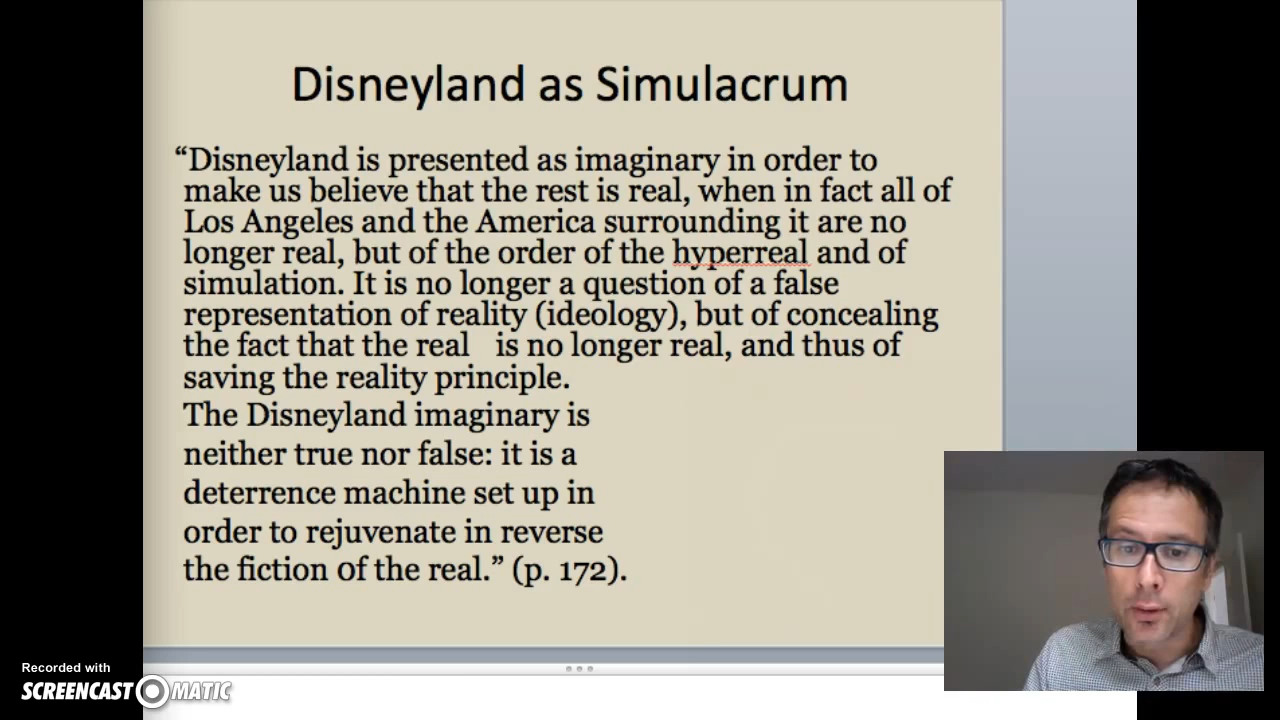 Disneyland as Simulacrum
“Disneyland is presented as imaginary in order to
make us believe that the rest is real, when in fact all of
Los Angeles and the America surrounding it are no
longer real, but of the order of the hyperreal and of
simulation. It is no longer a question of a false
representation of reality (ideology), but of concealing
the fact that the real is no longer real, and thus of
saving the reality principle.
The Disneyland imaginary is
neither true nor false: it is a
deterrence machine set up in
order to rejuvenate in reverse
the fiction 0f the real.” (p. 172).
Recorded with
SCREENCAST MATIC